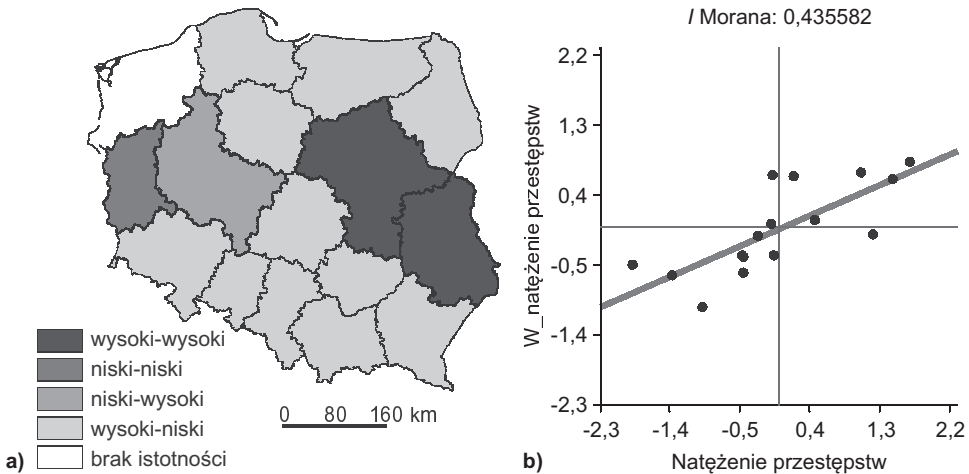 wysoki-wysoki
niski-niski
niski-wysoki
wysoki-niski
brak istotności
0 80 160 km
a)
b)
I Morana: 0,435582
W_natężenie przestępstw
2,2
1,3
0,4
-0,5
-1,4
-2,3
-2,3 -1,4 -0,5 0,4 1,3 2,2
Natężenie przestępstw